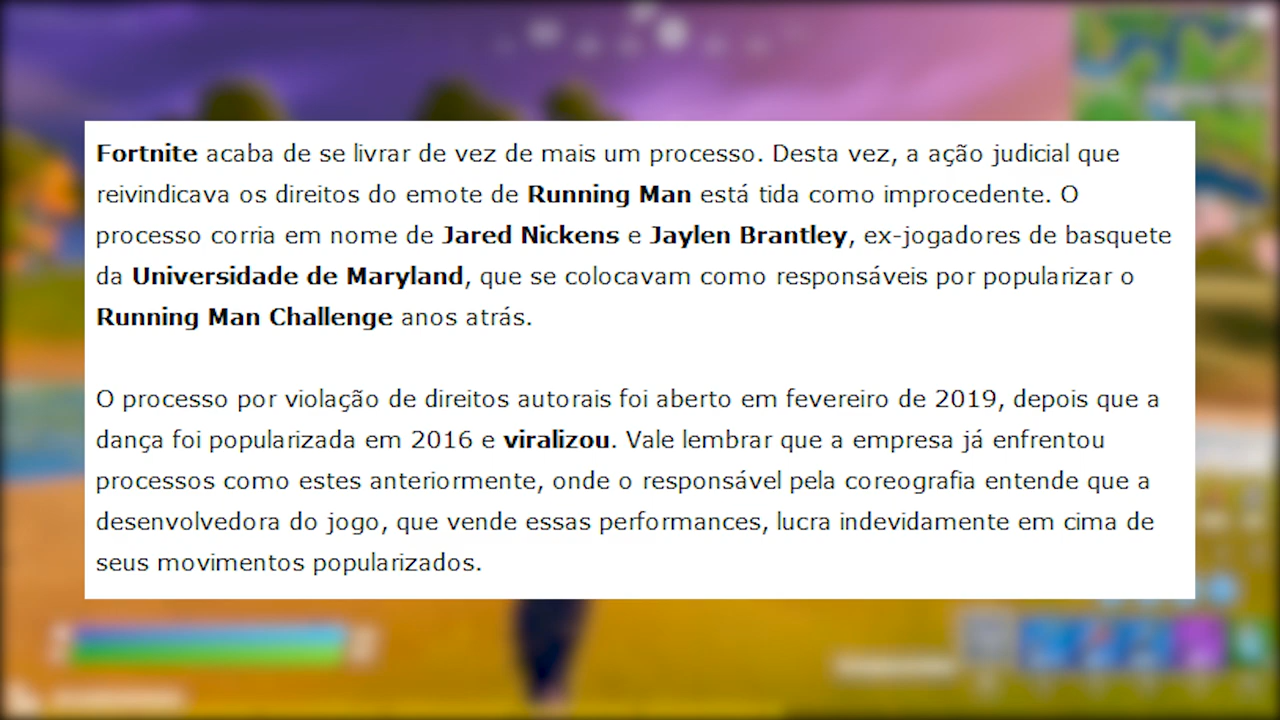 Fortnite acaba de se livrar de vez de mais um processo. Desta vez, a ação judicial que
reivindicava os direitos do emote de Running Man está tida como improcedente. O
processo corria em nome de Jared Nickens e Jaylen Brantley, ex-jogadores de basquete
da Universidade de Maryland, que se colocavam como responsáveis por popularizar o
Running Man Challenge anos atrás.
O processo por violação de direitos autorais foi aberto em fevereiro de 2019, depois que a
dança foi popularizada em 2016 e viralizou. Vale lembrar que a empresa já enfrentou
processos como estes anteriormente, onde o responsável pela coreografia entende que a
desenvolvedora do jogo, que vende essas performances, lucra indevidamente em cima de
seus movimentos popularizados.